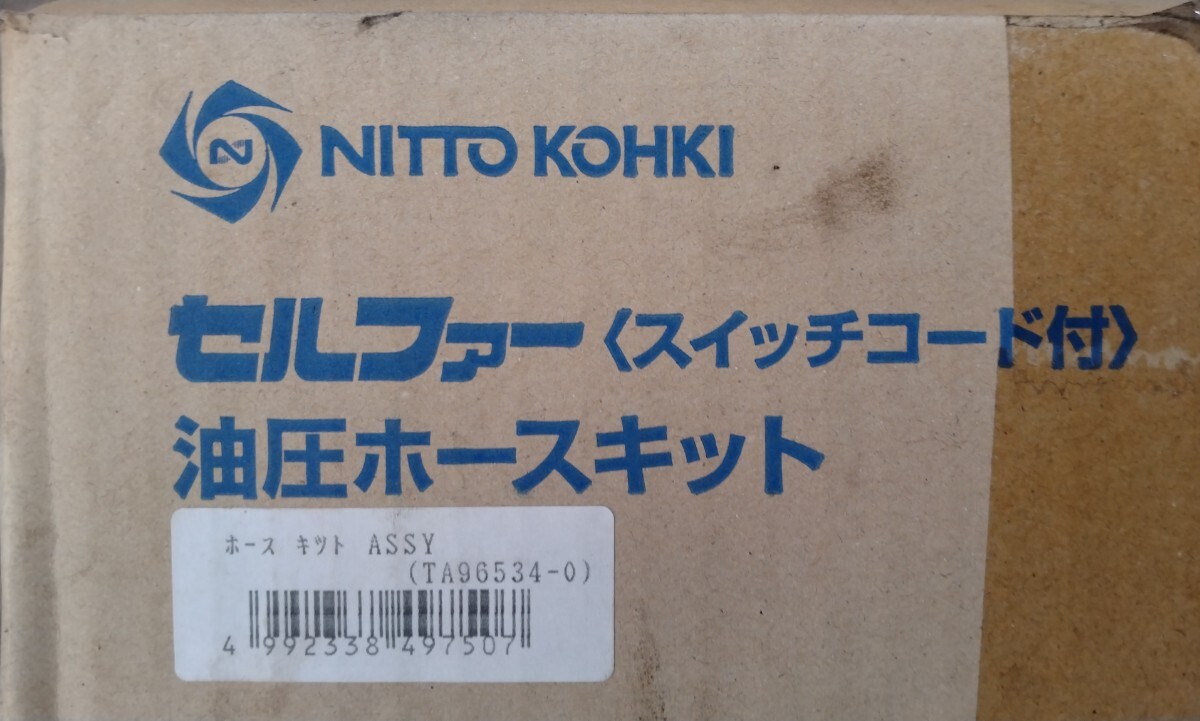 NITTO KOHKI
セルファー〈スイッチコード付〉
油圧ホースキット
ﾎｰｽ ｷﾂﾄ ASSY
(TA96534-0)
4 992338 497507